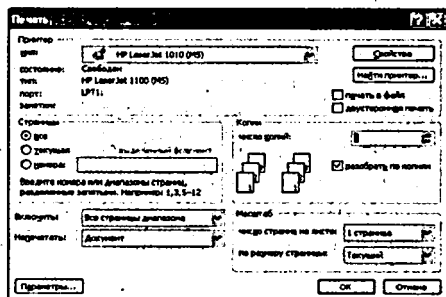 Печать
Принтер
имя: HP LaserJet 1010 (MS) Свойства
состояние: Свободен
тип: HP LaserJet 1100 (MS) Найти принтер...
порт: LPT1:
заметки: печать в файл
двусторонняя печать
Страницы
все
текущая выделенный фрагмент
номера:
Введите номера или диапазоны страниц,
разделенные запятыми. Например: 1,3,5–12
Копии
число копий: 1
разобрать по копиям
Включить: Все страницы диапазона
Напечатать: Документ
Масштаб
число страниц на листе: 1 страница
по размеру страницы: Текущий
Параметры... ОК Отмена